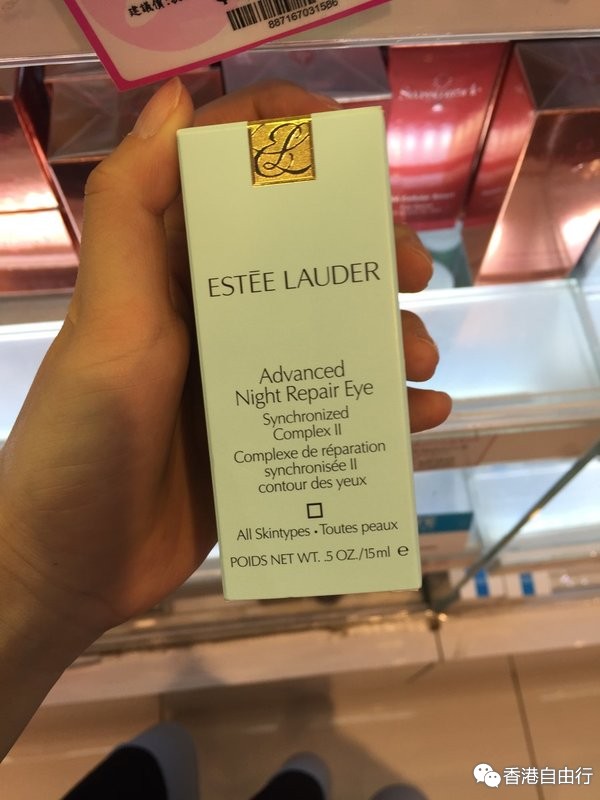 建議價:
887167031586
EL
ESTĒE LAUDER
Advanced
Night Repair Eye
Synchronized
Complex II
Complexe de réparation
synchronisée II
contour des yeux
All Skintypes • Toutes peaux
POIDS NET WT. .5 OZ./15ml e
香港自由行